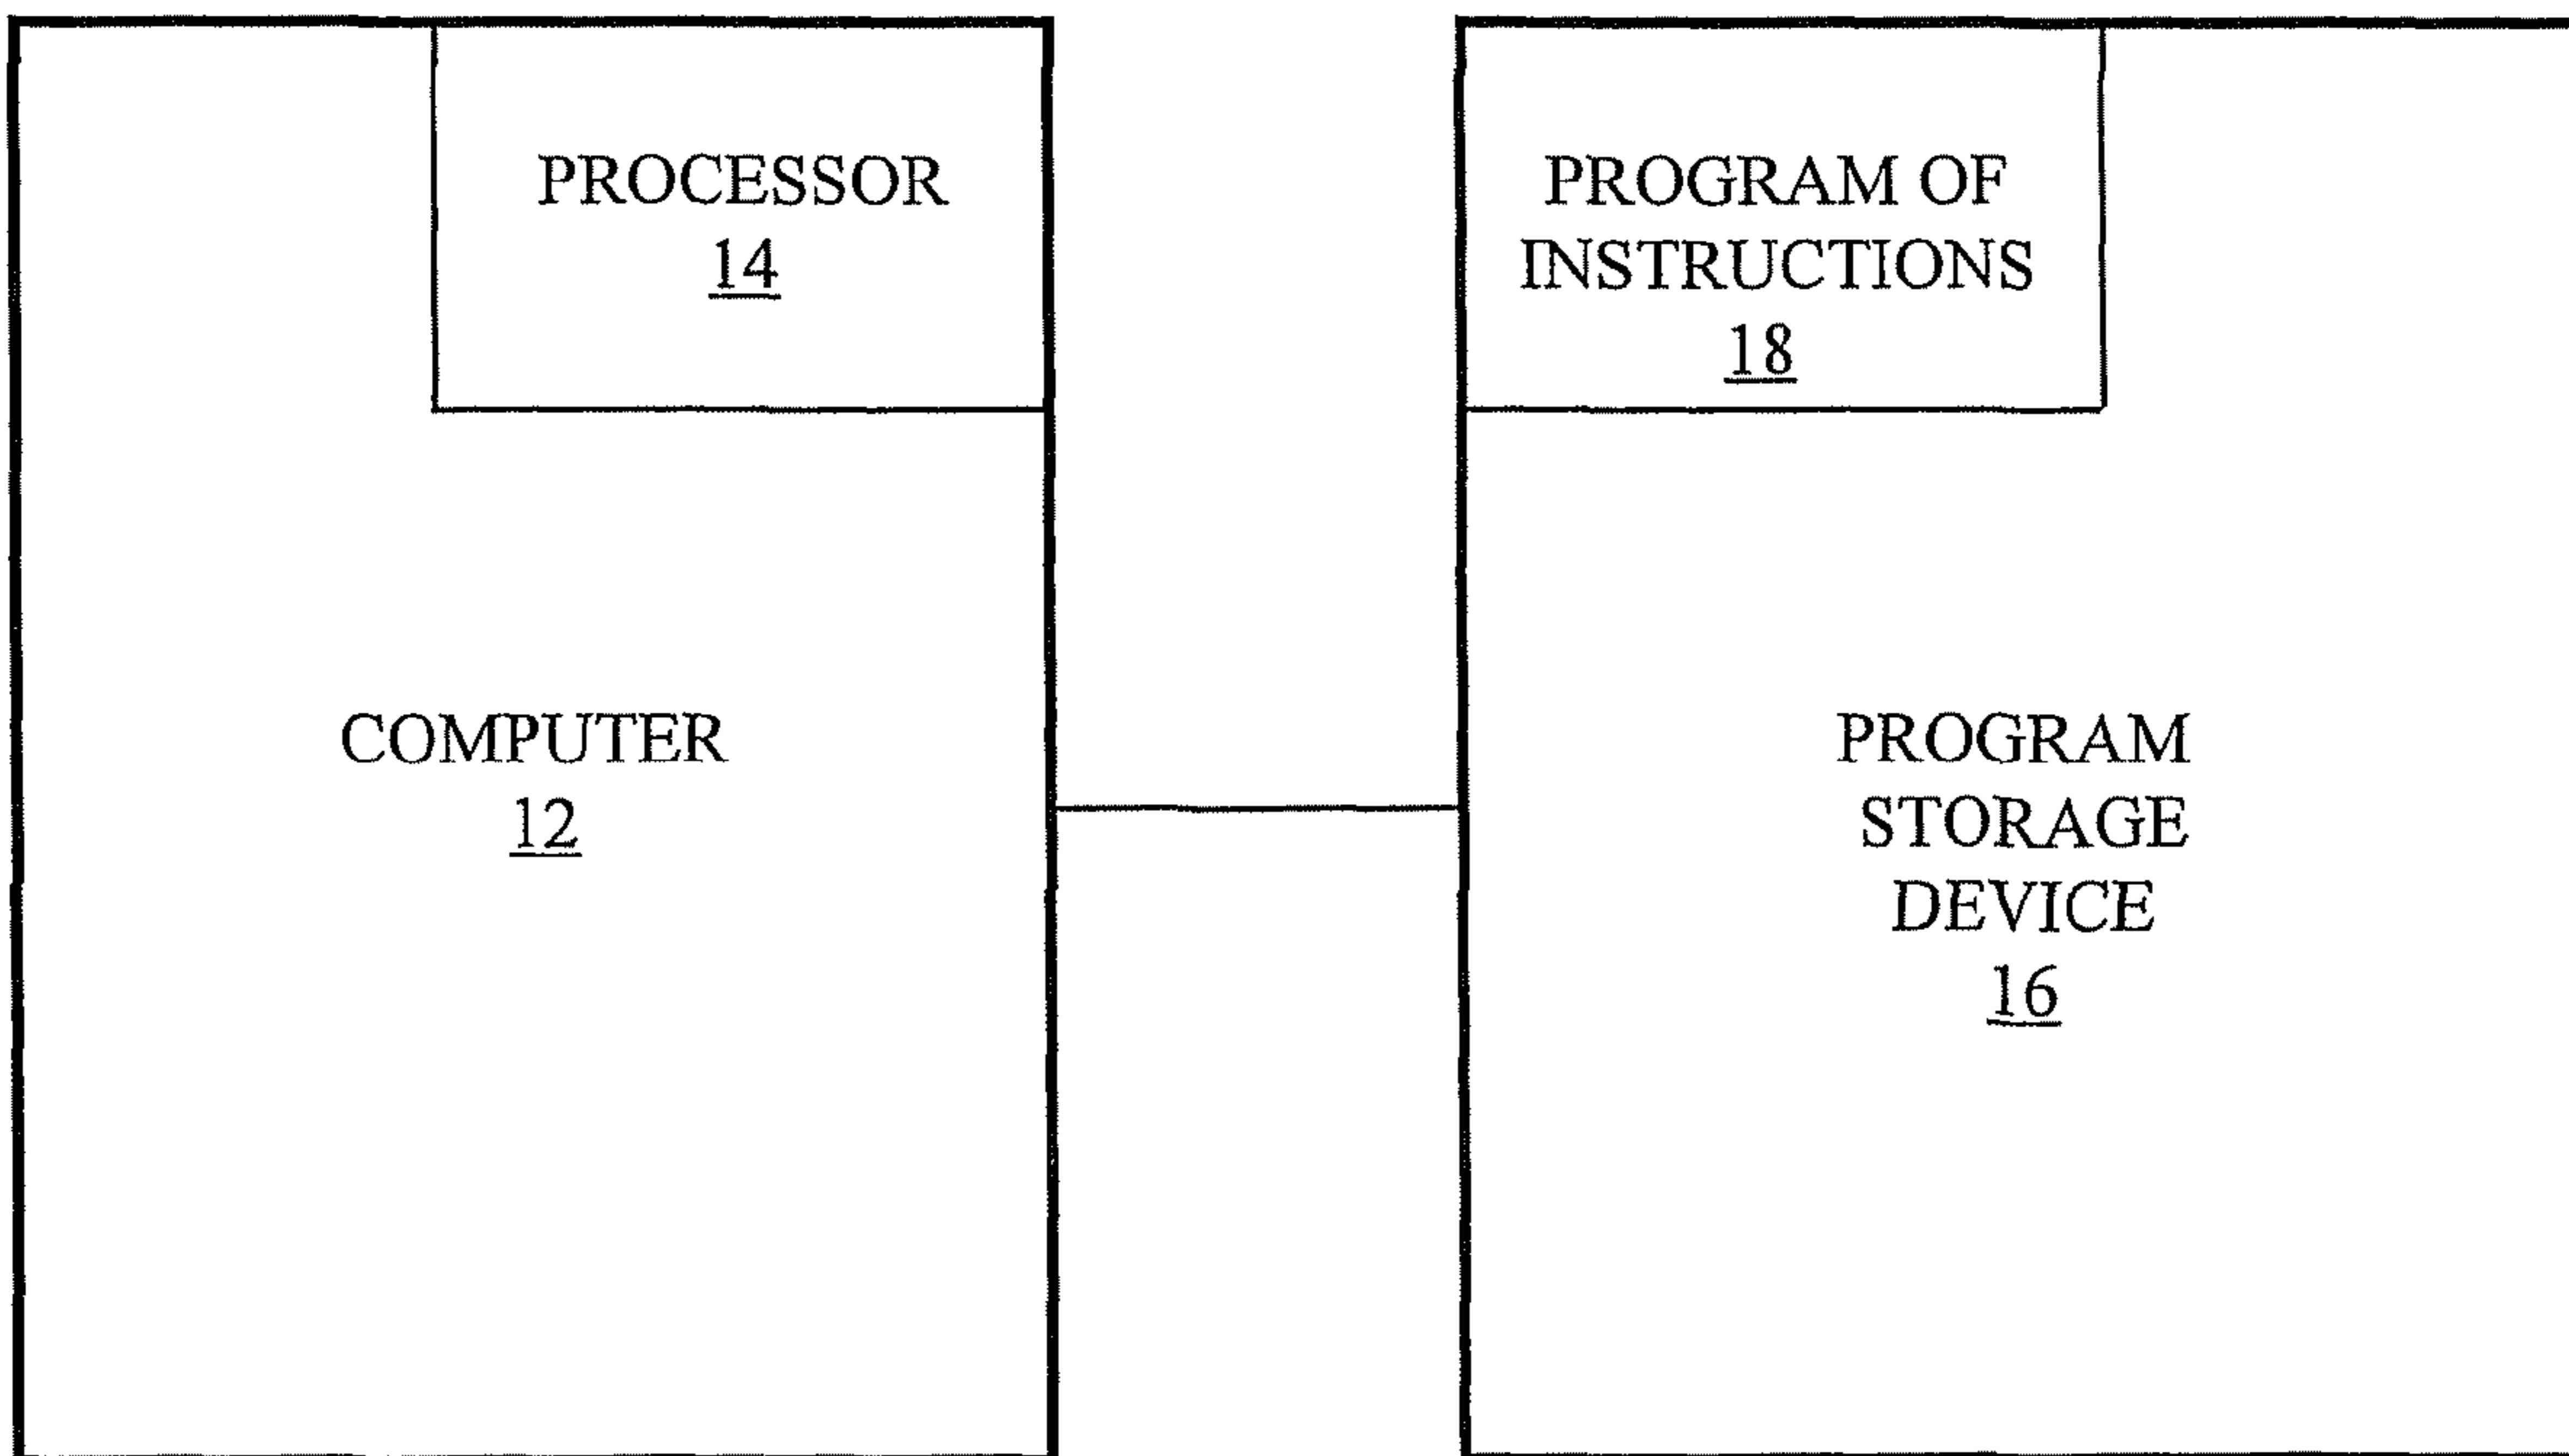 PROCESSOR
14
PROGRAM OF
INSTRUCTIONS
18
COMPUTER
12
PROGRAM
STORAGE
DEVICE
16